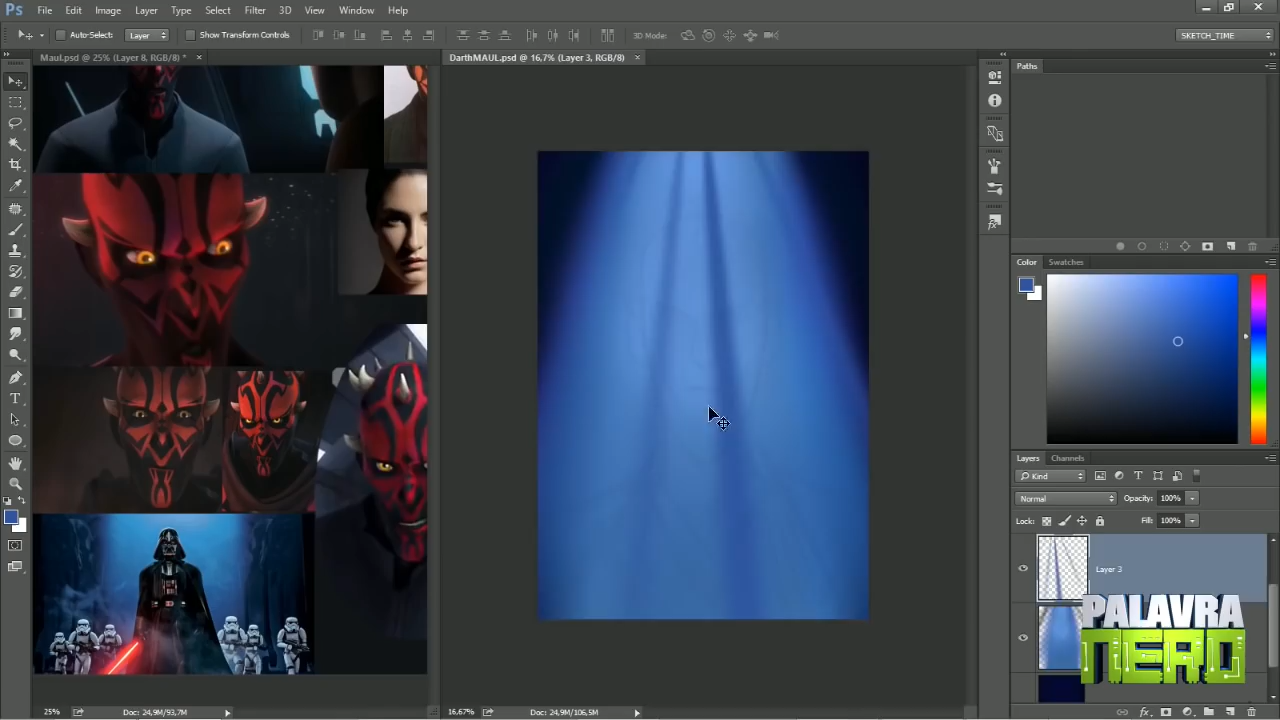 Ps File Edit Image Layer Type Select Filter 3D View Window Help
Auto-Select: Layer Show Transform Controls 3D Mode: SKETCH_TIME
Maul.psd @ 25% (Layer 8, RGB/8) * × DarthMAUL.psd @ 16,7% (Layer 3, RGB/8) ×
Paths
Color Swatches
Layers Channels
Kind
Normal Opacity: 100%
Lock: Fill: 100%
Layer 3
PALAVRA
NERD
25% Doc: 24,9M/93,7M 16.67% Doc: 24,9M/106,5M